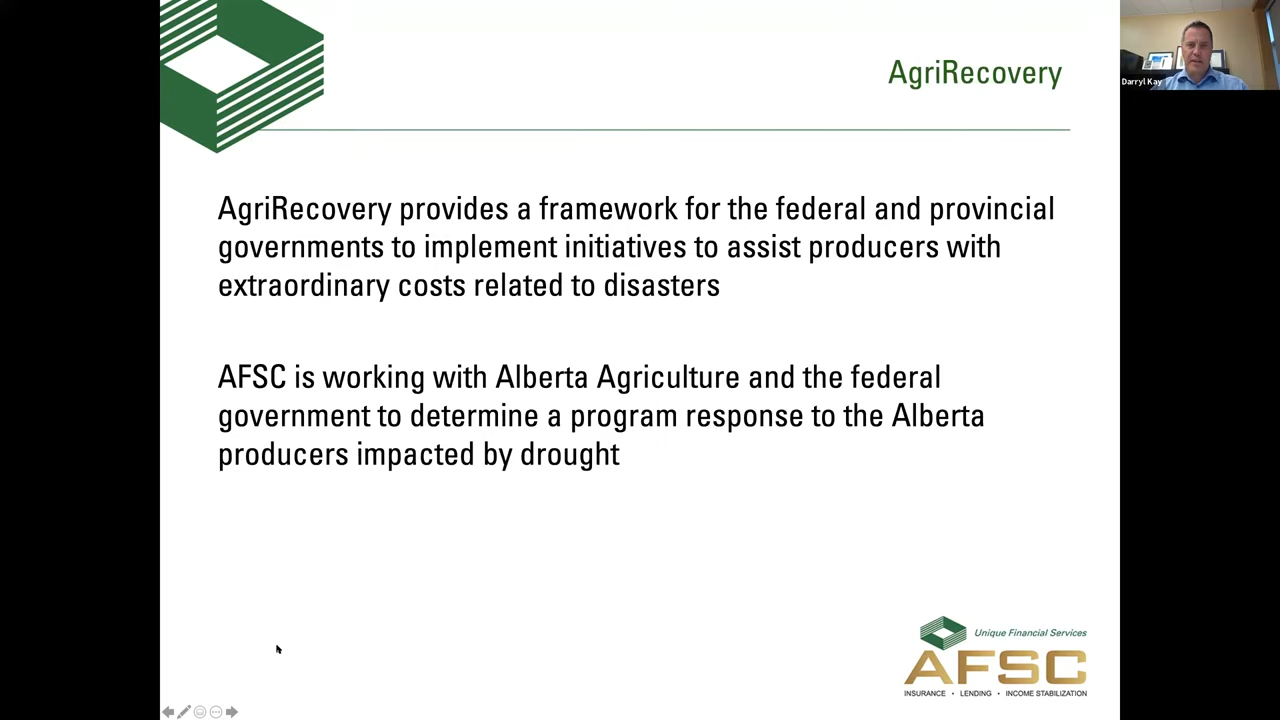 AgriRecovery
Darryl Kay
AgriRecovery provides a framework for the federal and provincial
governments to implement initiatives to assist producers with
extraordinary costs related to disasters
AFSC is working with Alberta Agriculture and the federal
government to determine a program response to the Alberta
producers impacted by drought
Unique Financial Services
AFSC
INSURANCE • LENDING • INCOME STABILIZATION